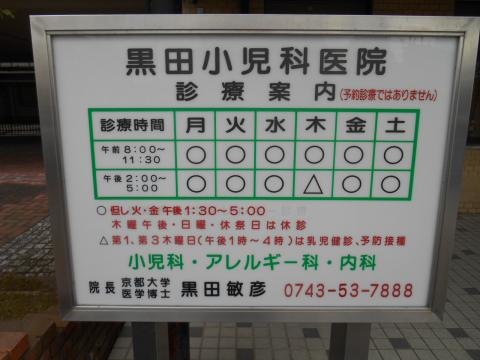 黒田小児科医院
診療案内(予約診療ではありません)
診療時間 月 火 水 木 金 土
午前 8:00〜11:30 ○ ○ ○ ○ ○ ○
午後 2:00〜5:00 ○ ○ ○ △ ○ ○
○但し火・金午後1:30〜5:00
木曜午後・日曜・休祭日は休診
△第1、第3木曜日(午後1時〜4時)は乳児健診、予防接種
小児科・アレルギー科・内科
院長 京都大学医学博士 黒田敏彦 0743-53-7888